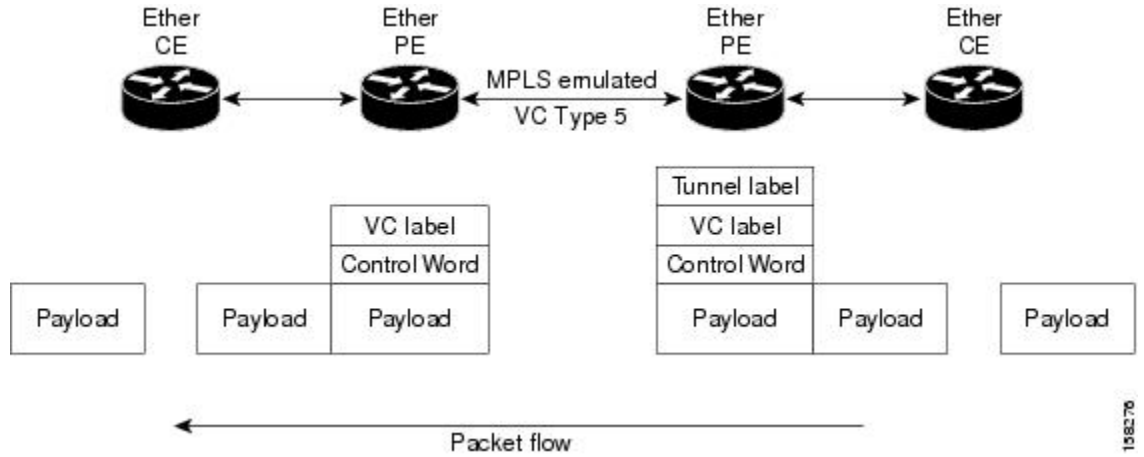 Ether CE
Ether PE
Ether PE
Ether CE
MPLS emulated
VC Type 5
Tunnel label
VC label
VC label
Control Word
Control Word
Payload
Payload
Payload
Payload
Payload
Payload
Packet flow
158276